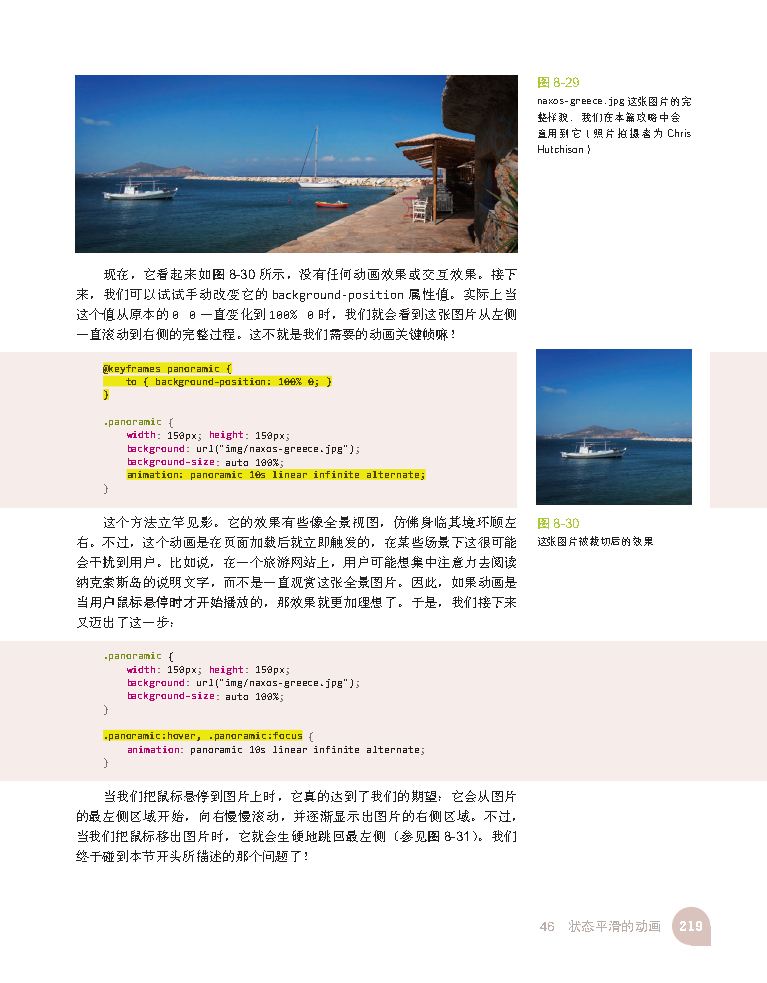 图 8-29
naxos-greece.jpg 这张图片的完
整样貌，我们在本篇攻略中会
重用到它（照片拍摄者为 Chris
Hutchison）
现在，它看起来如图 8-30 所示，没有任何动画效果或交互效果。接下
来，我们可以试试手动改变它的 background-position 属性值。实际上当
这个值从原本的 0 0 一直变化到 100% 0 时，我们就会看到这张图片从左侧
一直滚动到右侧的完整过程。这不就是我们需要的动画关键帧嘛！
@keyframes panoramic {
to { background-position: 100% 0; }
}
.panoramic {
width: 150px; height: 150px;
background: url("img/naxos-greece.jpg");
background-size: auto 100%;
animation: panoramic 10s linear infinite alternate;
}
图 8-30
这张图片被裁切后的效果
这个方法立竿见影。它的效果有些像全景视图，仿佛身临其境环顾左
右。不过，这个动画是在页面加载后就立即触发的，在某些场景下这很可能
会干扰到用户。比如说，在一个旅游网站上，用户可能想集中注意力去阅读
纳克索斯岛的说明文字，而不是一直观赏这张全景图片。因此，如果动画是
当用户鼠标悬停时才开始播放的，那效果就更加理想了。于是，我们接下来
又迈出了这一步：
.panoramic {
width: 150px; height: 150px;
background: url("img/naxos-greece.jpg");
background-size: auto 100%;
}
.panoramic:hover, .panoramic:focus {
animation: panoramic 10s linear infinite alternate;
}
当我们把鼠标悬停到图片上时，它真的达到了我们的期望：它会从图片
的最左侧区域开始，向右慢慢滚动，并逐渐显示出图片的右侧区域。不过，
当我们把鼠标移出图片时，它就会生硬地跳回最左侧（参见图 8-31）。我们
终于碰到本节开头所描述的那个问题了！
46 状态平滑的动画 219